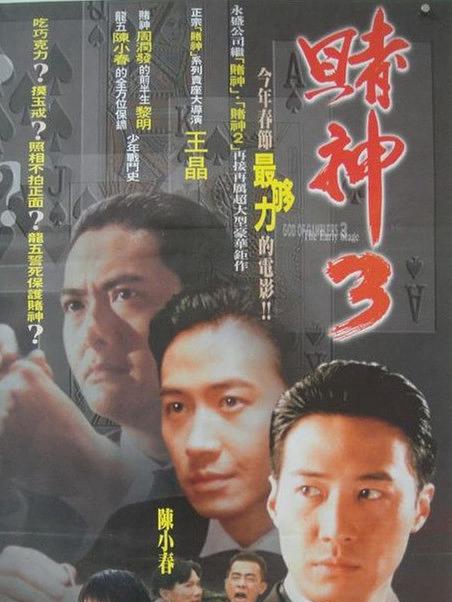 賭神3
GOD OF GAMBLERS 3
The Early Stage
今年春節最夠力的電影!!
永盛公司繼「賭神」、「賭神2」再接再厲超大型豪華鉅作
正宗「賭神」系列賣座大導演
王晶
賭神周潤發的前半生黎明少年戰鬥史
龍五陳小春的全方位保鏢
吃巧克力?摸玉戒?照相不拍正面?龍五誓死保護賭神?
陳小春